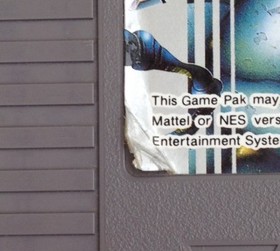 This Game Pak may
Mattel or NES vers
Entertainment Syste